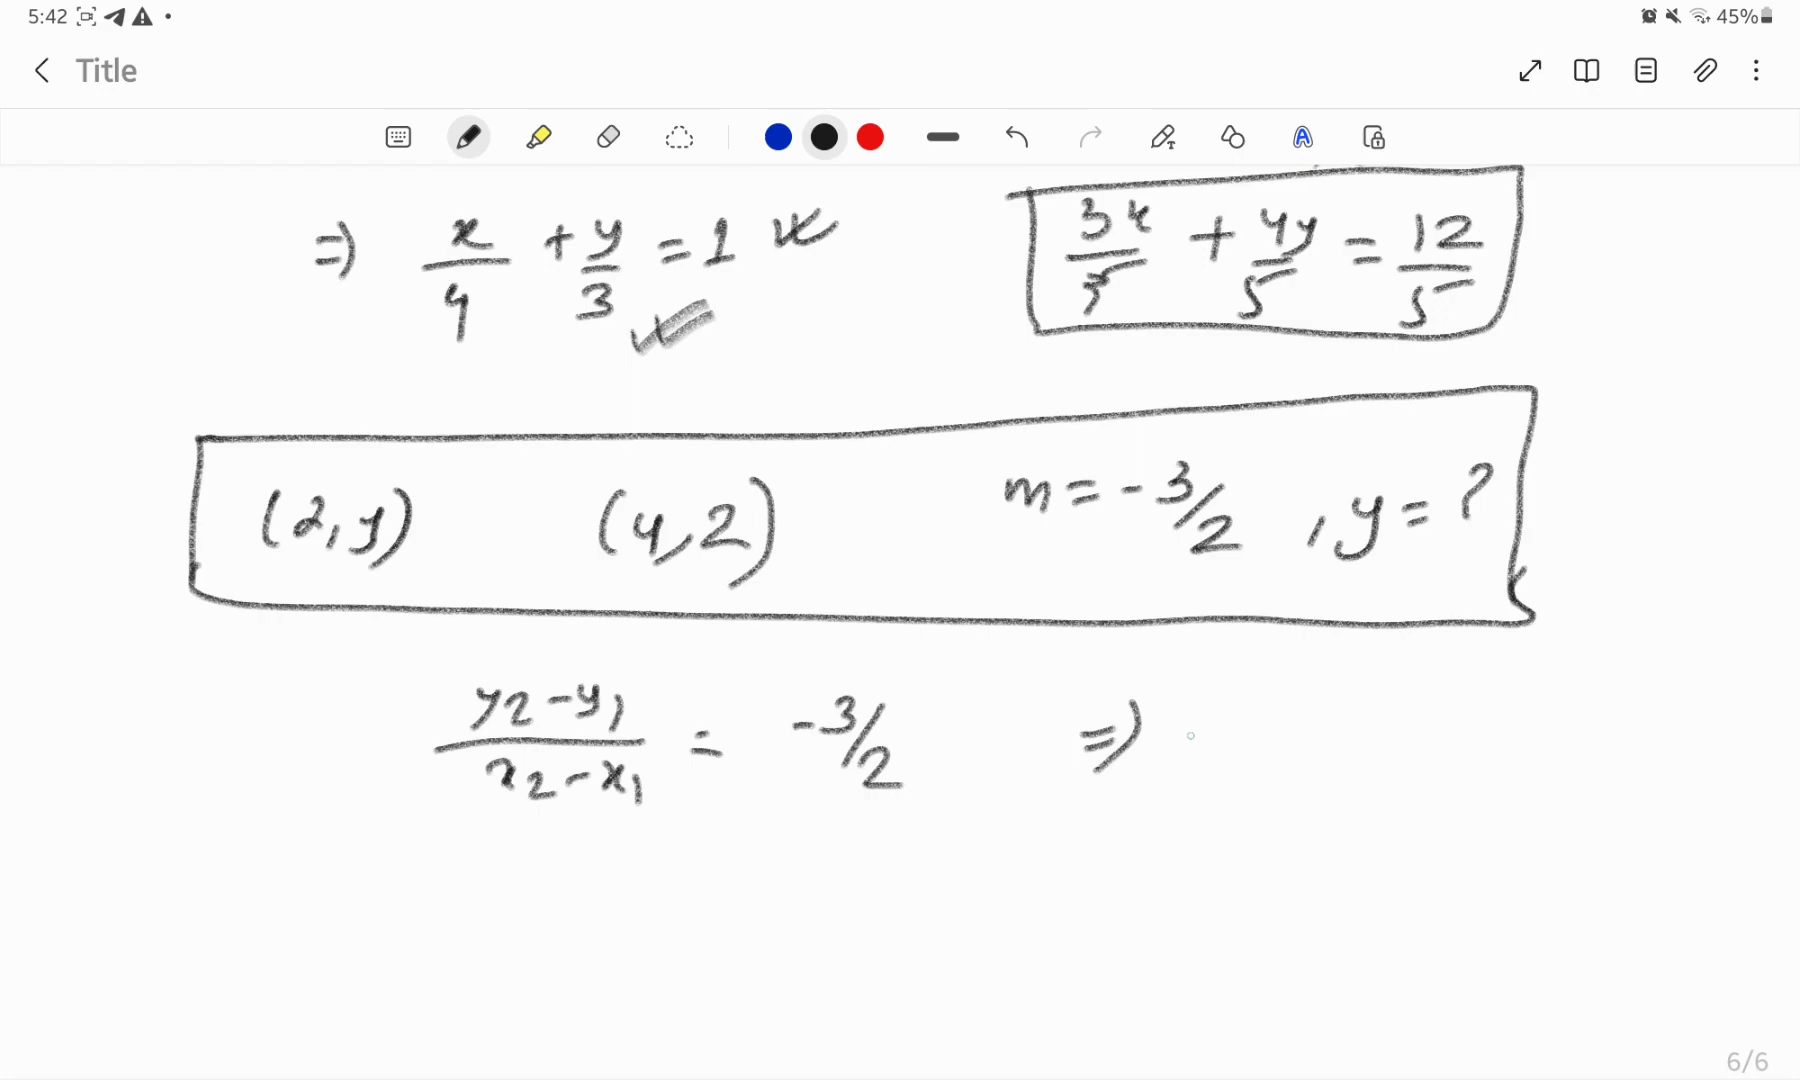 5:42 45%
Title
=) x/4 + y/3 = 1
3x/5 + 4y/5 = 12/5
(2,y) (4,2) m = -3/2 , y = ?
y2-y1/x2-x1 = -3/2 =)
6/6